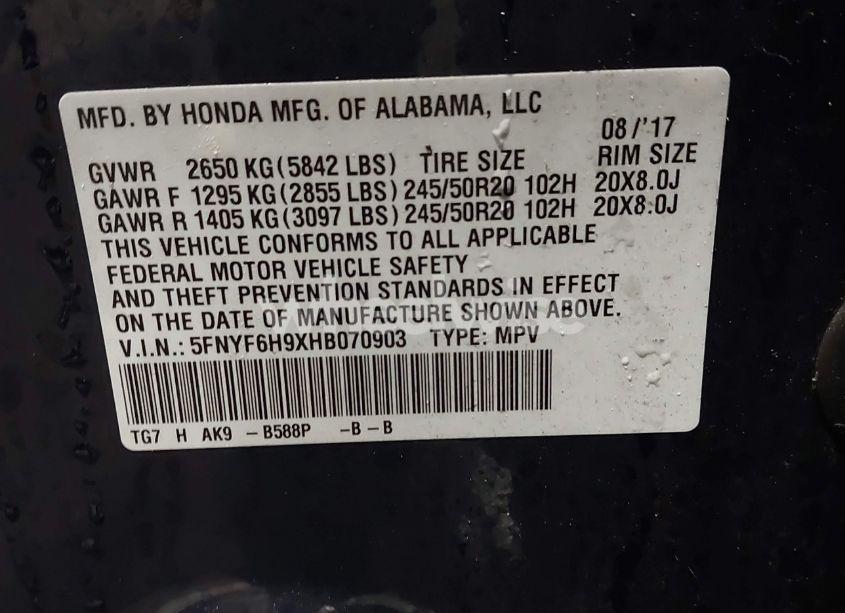 MFD. BY HONDA MFG. OF ALABAMA, LLC
08/'17
GVWR 2650 KG(5842 LBS) TIRE SIZE RIM SIZE
GAWR F 1295 KG(2855 LBS) 245/50R20 102H 20X8.0J
GAWR R 1405 KG(3097 LBS) 245/50R20 102H 20X8.0J
THIS VEHICLE CONFORMS TO ALL APPLICABLE
FEDERAL MOTOR VEHICLE SAFETY
AND THEFT PREVENTION STANDARDS IN EFFECT
ON THE DATE OF MANUFACTURE SHOWN ABOVE.
V.I.N.: 5FNYF6H9XHB070903 TYPE: MPV
TG7 H AK9 -B588P -B-B